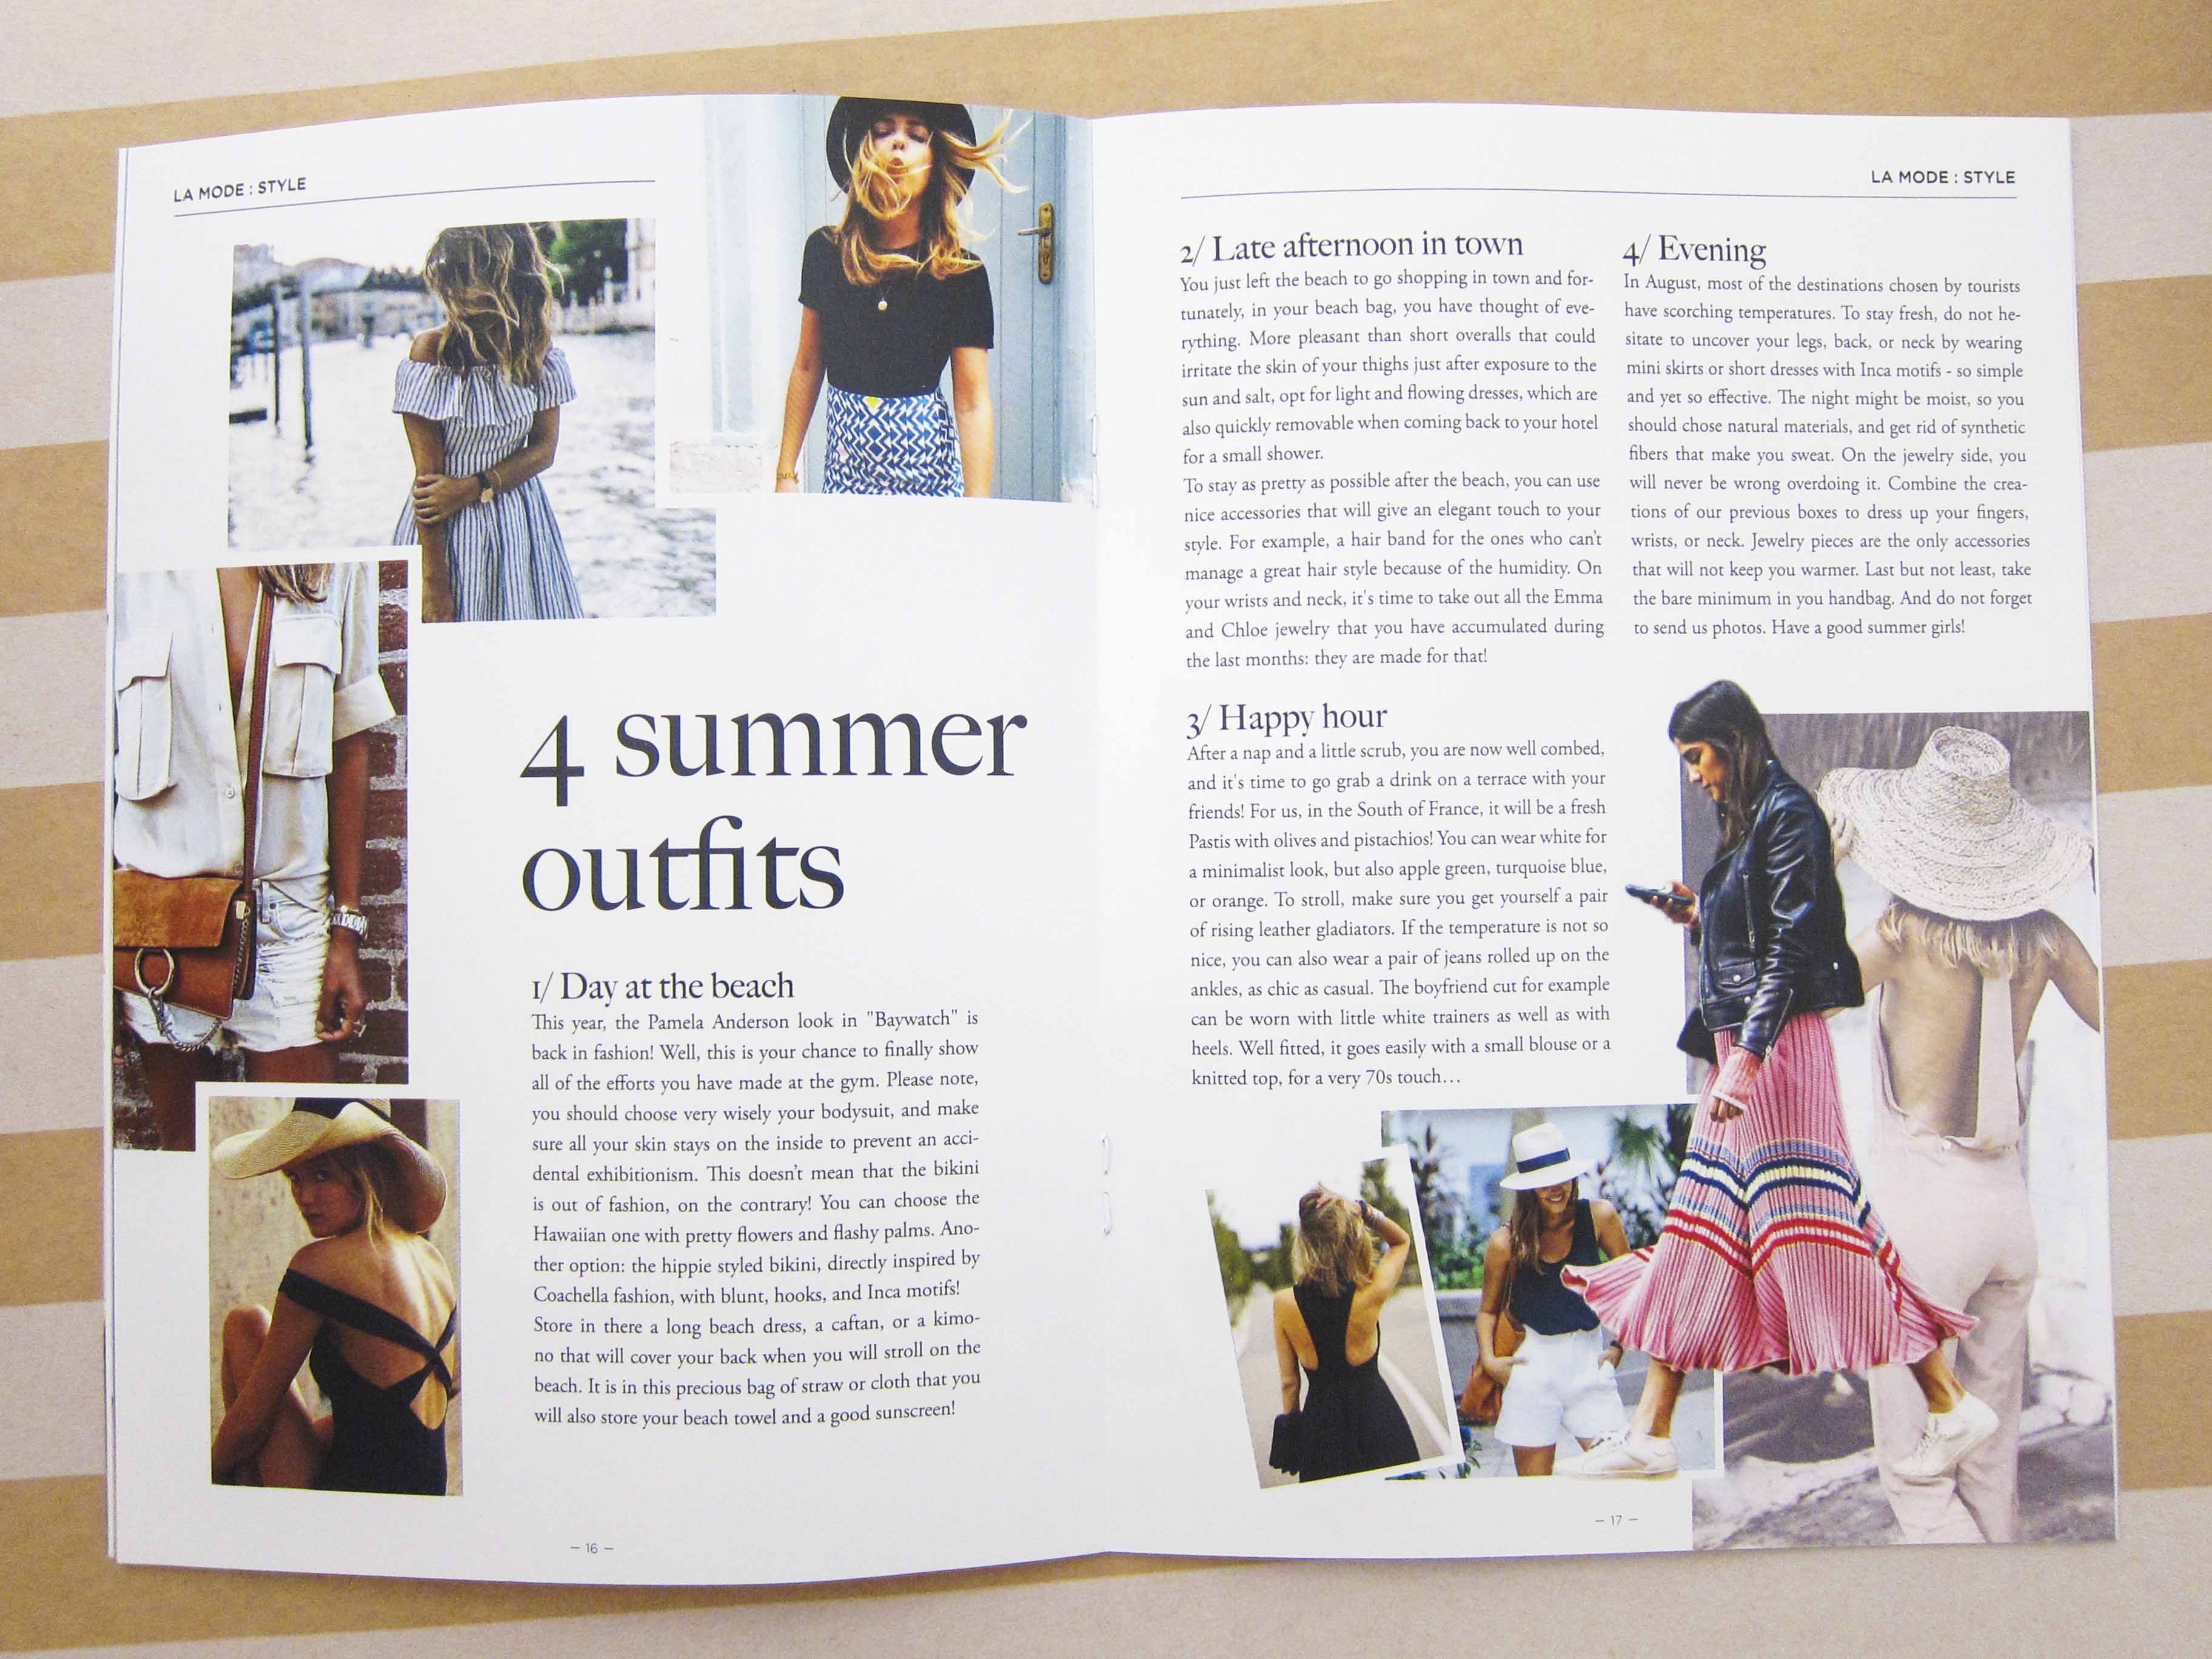 LA MODE : STYLE
4 summer
outfits
1/ Day at the beach
This year, the Pamela Anderson look in "Baywatch" is
back in fashion! Well, this is your chance to finally show
all of the efforts you have made at the gym. Please note,
you should choose very wisely your bodysuit, and make
sure all your skin stays on the inside to prevent an acci-
dental exhibitionism. This doesn't mean that the bikini
is out of fashion, on the contrary! You can choose the
Hawaiian one with pretty flowers and flashy palms. Ano-
ther option: the hippie styled bikini, directly inspired by
Coachella fashion, with blunt, hooks, and Inca motifs!
Store in there a long beach dress, a caftan, or a kimo-
no that will cover your back when you will stroll on the
beach. It is in this precious bag of straw or cloth that you
will also store your beach towel and a good sunscreen!
– 16 –
LA MODE : STYLE
2/ Late afternoon in town
You just left the beach to go shopping in town and for-
tunately, in your beach bag, you have thought of eve-
rything. More pleasant than short overalls that could
irritate the skin of your thighs just after exposure to the
sun and salt, opt for light and flowing dresses, which are
also quickly removable when coming back to your hotel
for a small shower.
To stay as pretty as possible after the beach, you can use
nice accessories that will give an elegant touch to your
style. For example, a hair band for the ones who can't
manage a great hair style because of the humidity. On
your wrists and neck, it's time to take out all the Emma
and Chloe jewelry that you have accumulated during
the last months: they are made for that!
3/ Happy hour
After a nap and a little scrub, you are now well combed,
and it's time to go grab a drink on a terrace with your
friends! For us, in the South of France, it will be a fresh
Pastis with olives and pistachios! You can wear white for
a minimalist look, but also apple green, turquoise blue,
or orange. To stroll, make sure you get yourself a pair
of rising leather gladiators. If the temperature is not so
nice, you can also wear a pair of jeans rolled up on the
ankles, as chic as casual. The boyfriend cut for example
can be worn with little white trainers as well as with
heels. Well fitted, it goes easily with a small blouse or a
knitted top, for a very 70s touch…
4/ Evening
In August, most of the destinations chosen by tourists
have scorching temperatures. To stay fresh, do not he-
sitate to uncover your legs, back, or neck by wearing
mini skirts or short dresses with Inca motifs - so simple
and yet so effective. The night might be moist, so you
should chose natural materials, and get rid of synthetic
fibers that make you sweat. On the jewelry side, you
will never be wrong overdoing it. Combine the crea-
tions of our previous boxes to dress up your fingers,
wrists, or neck. Jewelry pieces are the only accessories
that will not keep you warmer. Last but not least, take
the bare minimum in you handbag. And do not forget
to send us photos. Have a good summer girls!
– 17 –